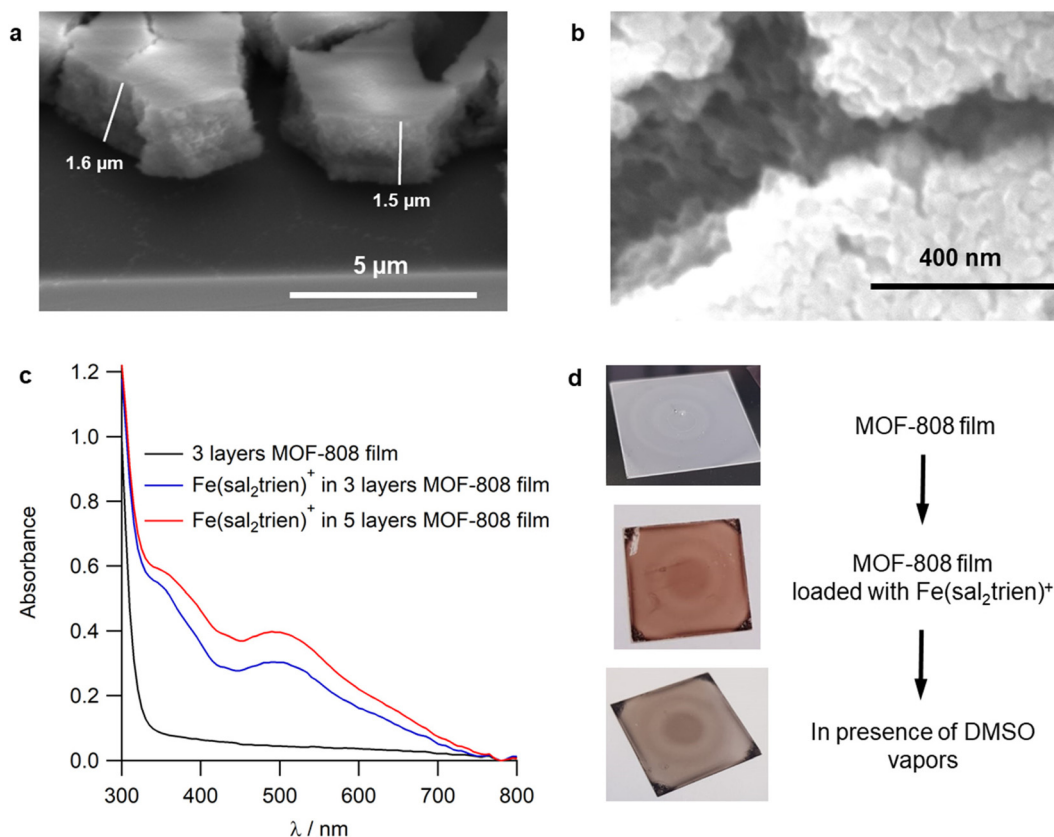 a
1.6 µm
1.5 µm
5 µm
b
400 nm
c
1.2
1.0
0.8
0.6
0.4
0.2
0.0
Absorbance
3 layers MOF-808 film
Fe(sal₂trien)⁺ in 3 layers MOF-808 film
Fe(sal₂trien)⁺ in 5 layers MOF-808 film
300
400
500
600
700
800
λ / nm
d
MOF-808 film
MOF-808 film
loaded with Fe(sal₂trien)⁺
In presence of DMSO
vapors